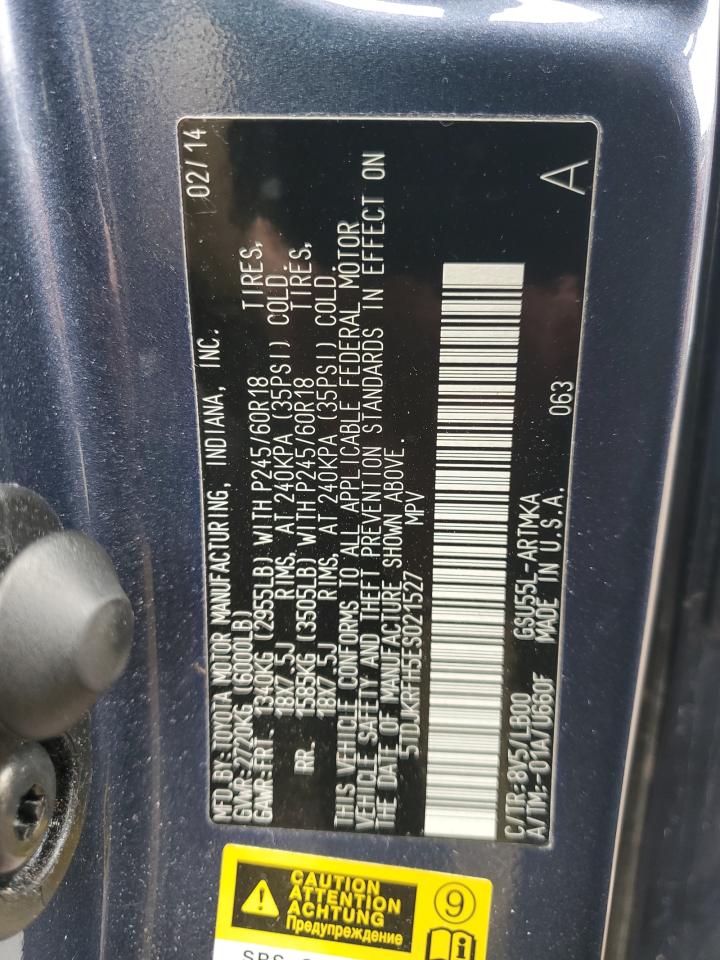 MFD.BY: TOYOTA MOTOR MANUFACTURING, INDIANA, INC. 02/14
GVWR:2720KG (6000LB)
GAWR:FRT. 1340KG (2955LB) WITH P245/60R18 TIRES,
18X7.5J RIMS, AT 240KPA (35PSI) COLD.
RR. 1585KG (3505LB) WITH P245/60R18 TIRES,
18X7.5J RIMS, AT 240KPA (35PSI) COLD.
THIS VEHICLE CONFORMS TO ALL APPLICABLE FEDERAL MOTOR
VEHICLE SAFETY AND THEFT PREVENTION STANDARDS IN EFFECT ON
THE DATE OF MANUFACTURE SHOWN ABOVE.
5TDJKRFH5ES021527 MPV
C/TR:8V5/LB00 GSU55L-ARTMKA 063 A
A/TM:-01A/U660F MADE IN U.S.A.
CAUTION
ATTENTION
ACHTUNG
Предупреждение
9
SRS